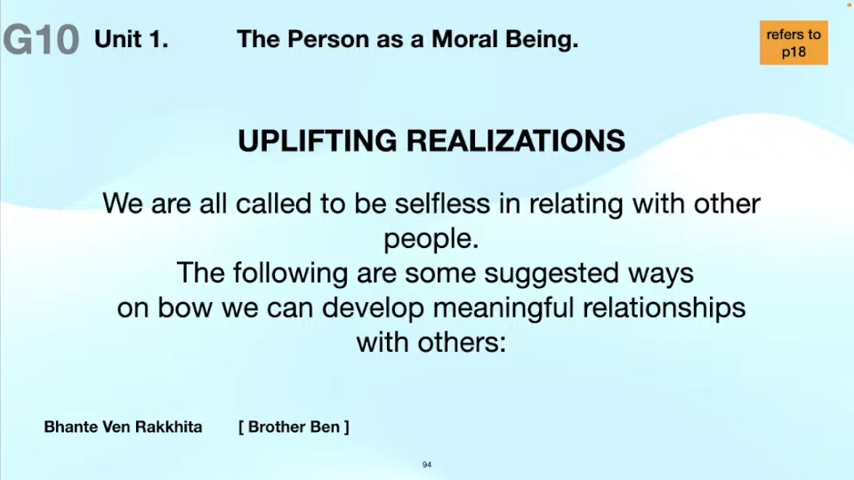 G10 Unit 1. The Person as a Moral Being.
refers to
p18
UPLIFTING REALIZATIONS
We are all called to be selfless in relating with other
people.
The following are some suggested ways
on bow we can develop meaningful relationships
with others:
Bhante Ven Rakkhita [ Brother Ben ]
94